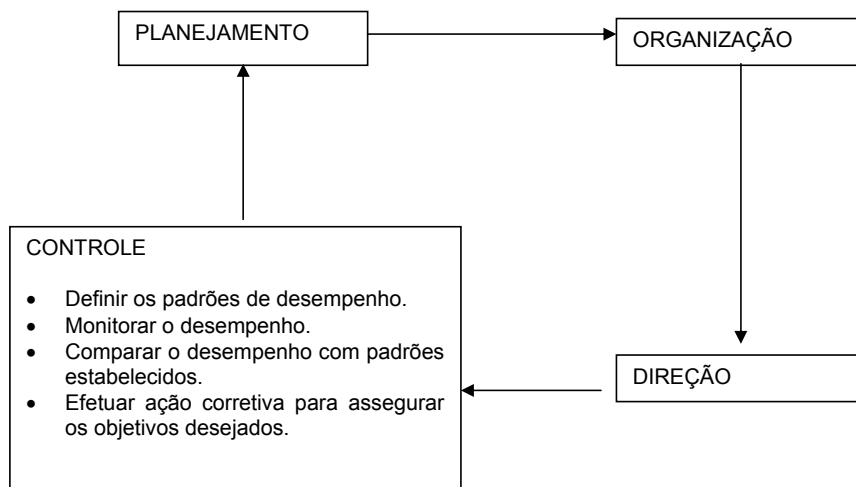 PLANEJAMENTO
ORGANIZAÇÃO
CONTROLE
• Definir os padrões de desempenho.
• Monitorar o desempenho.
• Comparar o desempenho com padrões
estabelecidos.
• Efetuar ação corretiva para assegurar
os objetivos desejados.
DIREÇÃO